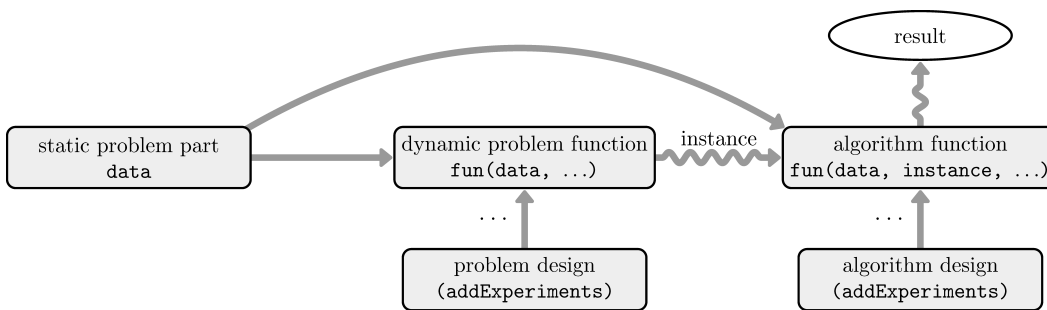 result
static problem part
data
dynamic problem function
fun(data, ...)
instance
algorithm function
fun(data, instance, ...)
...
...
problem design
(addExperiments)
algorithm design
(addExperiments)